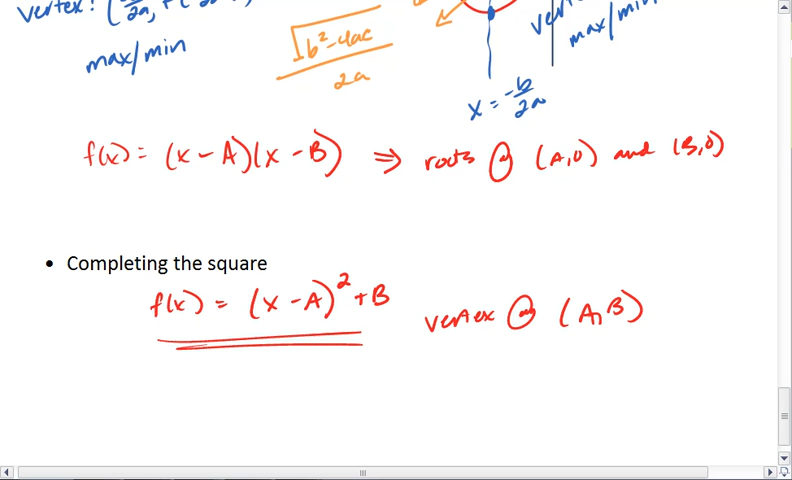 vertex: (
max/min
√b²-4ac
2a
x = -b/2a
max/min
f(x) = (x - A)(x - B) ⇒ roots @ (A,0) and (B,0)
• Completing the square
f(x) = (x - A)² + B
vertex @ (A,B)